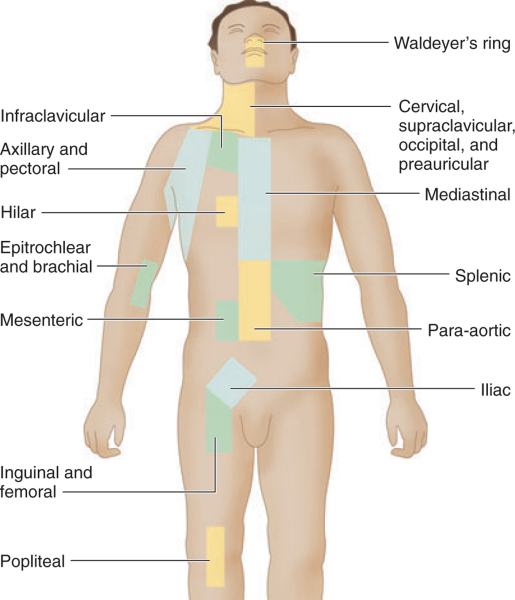 Waldeyer's ring
Cervical,
supraclavicular,
occipital, and
preauricular
Infraclavicular
Axillary and
pectoral
Mediastinal
Hilar
Epitrochlear
and brachial
Splenic
Mesenteric
Para-aortic
Iliac
Inguinal and
femoral
Popliteal